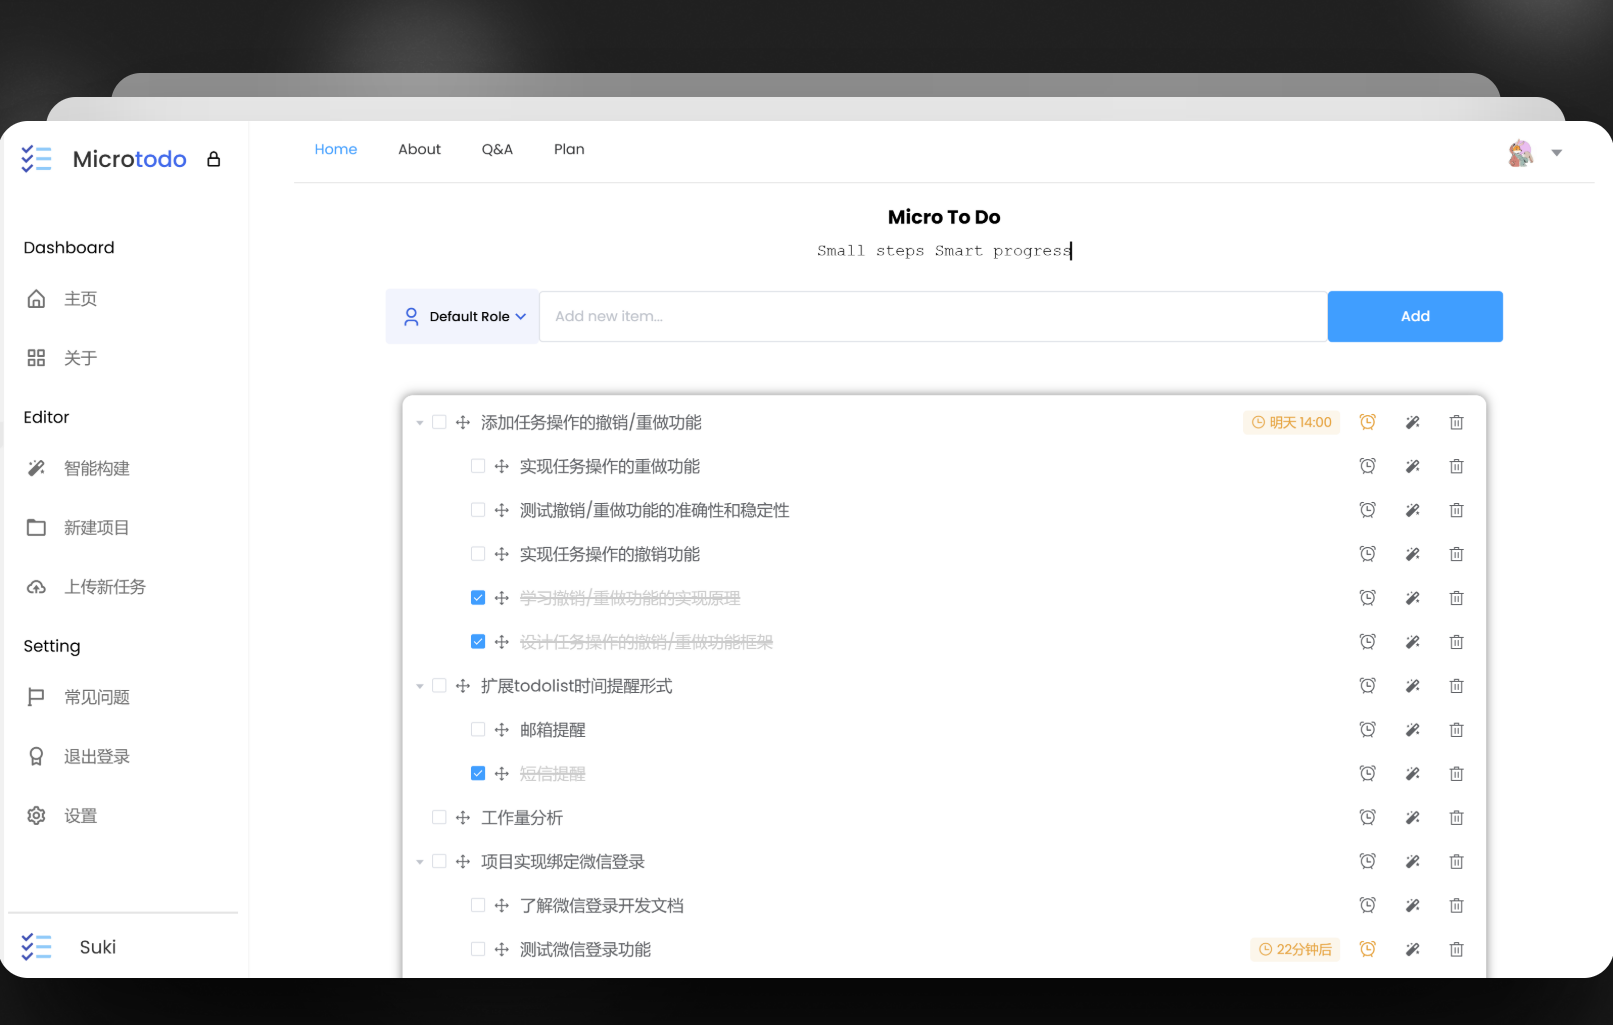 Microtodo
Home About Q&A Plan
Dashboard
主页
关于
Editor
智能构建
新建项目
上传新任务
Setting
常见问题
退出登录
设置
Suki
Micro To Do
Small steps Smart progress
Default Role Add new item... Add
添加任务操作的撤销/重做功能 明天 14:00
实现任务操作的重做功能
测试撤销/重做功能的准确性和稳定性
实现任务操作的撤销功能
学习撤销/重做功能的实现原理
设计任务操作的撤销/重做功能框架
扩展todolist时间提醒形式
邮箱提醒
短信提醒
工作量分析
项目实现绑定微信登录
了解微信登录开发文档
测试微信登录功能 22分钟后